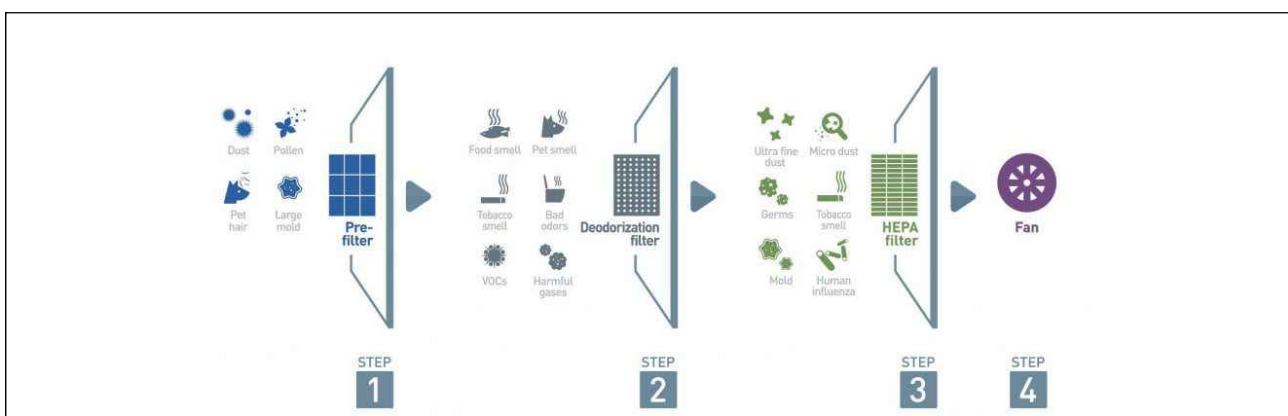 Dust
Pollen
Pet
hair
Large
mold
Pre-
filter
Food smell
Pet smell
Tobacco
smell
Bad
odors
VOCs
Harmful
gases
Deodorization
filter
Ultra fine
dust
Micro dust
Germs
Tobacco
smell
Mold
Human
influenza
HEPA
filter
Fan
STEP
1
STEP
2
STEP
3
STEP
4